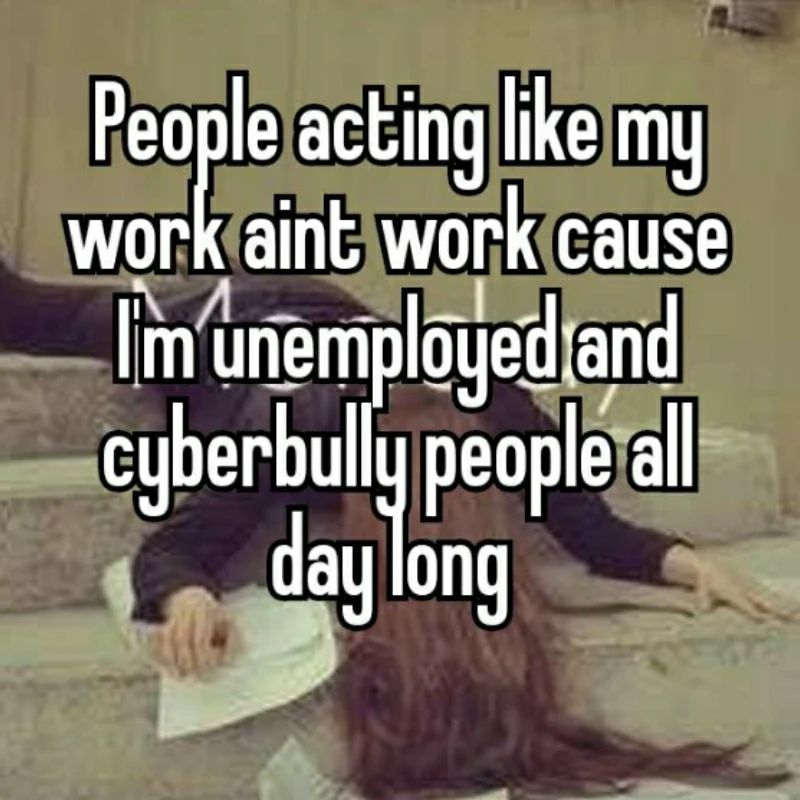 People acting like my
work aint work cause
I'm unemployed and
cyberbully people all
day long